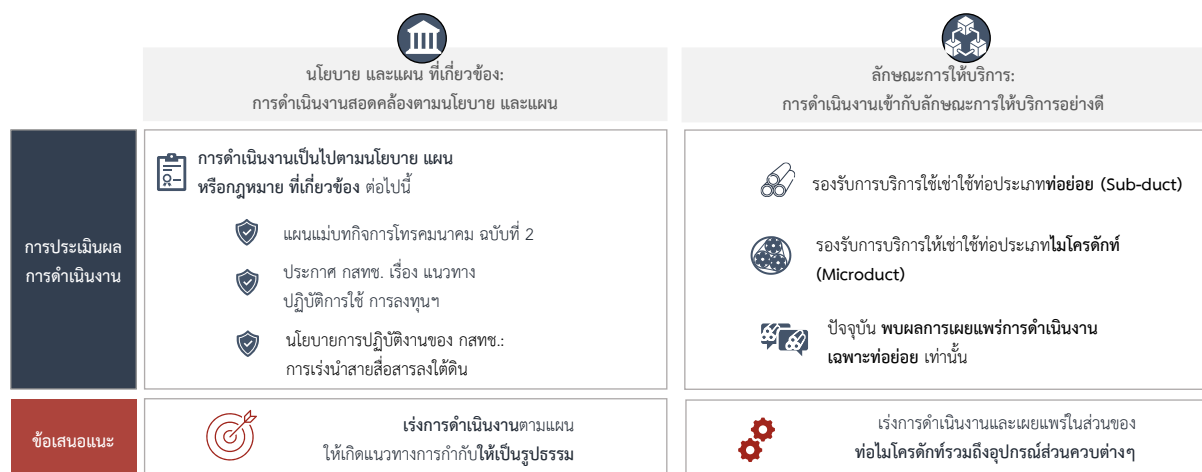 นโยบาย และแผน ที่เกี่ยวข้อง:
การดำเนินงานสอดคล้องตามนโยบาย และแผน
ลักษณะการให้บริการ:
การดำเนินงานเข้ากับลักษณะการให้บริการอย่างดี
การประเมินผล
การดำเนินงาน
การดำเนินงานเป็นไปตามนโยบาย แผน
หรือกฎหมาย ที่เกี่ยวข้อง ต่อไปนี้
แผนแม่บทกิจการโทรคมนาคม ฉบับที่ 2
ประกาศ กสทช. เรื่อง แนวทาง
ปฏิบัติการใช้ การลงทุนฯ
นโยบายการปฏิบัติงานของ กสทช.:
การเร่งนำสายสื่อสารลงใต้ดิน
รองรับการบริการใช้เช่าใช้ท่อประเภทท่อย่อย (Sub-duct)
รองรับการบริการให้เช่าใช้ท่อประเภทไมโครดักท์
(Microduct)
ปัจจุบัน พบผลการเผยแพร่การดำเนินงาน
เฉพาะท่อย่อย เท่านั้น
ข้อเสนอแนะ
เร่งการดำเนินงานตามแผน
ให้เกิดแนวทางการกำกับให้เป็นรูปธรรม
เร่งการดำเนินงานและเผยแพร่ในส่วนของ
ท่อไมโครดักท์รวมถึงอุปกรณ์ส่วนควบต่างๆ